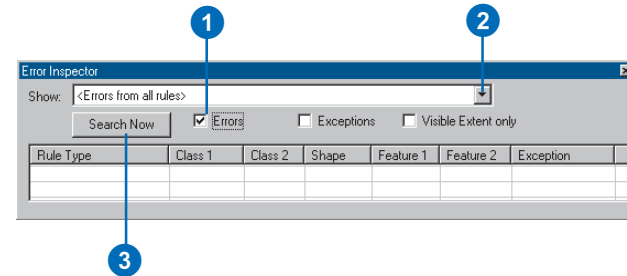 1 2
Error Inspector
Show: <Errors from all rules>
Search Now Errors Exceptions Visible Extent only
Rule Type Class 1 Class 2 Shape Feature 1 Feature 2 Exception
3